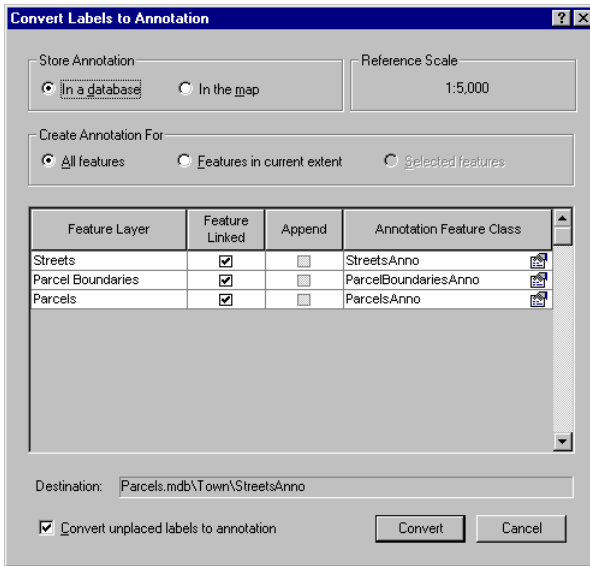 Convert Labels to Annotation
Store Annotation
In a database
In the map
Reference Scale
1:5,000
Create Annotation For
All features
Features in current extent
Selected features
Feature Layer
Feature Linked
Append
Annotation Feature Class
Streets
StreetsAnno
Parcel Boundaries
ParcelBoundariesAnno
Parcels
ParcelsAnno
Destination: Parcels.mdb\Town\StreetsAnno
Convert unplaced labels to annotation
Convert
Cancel